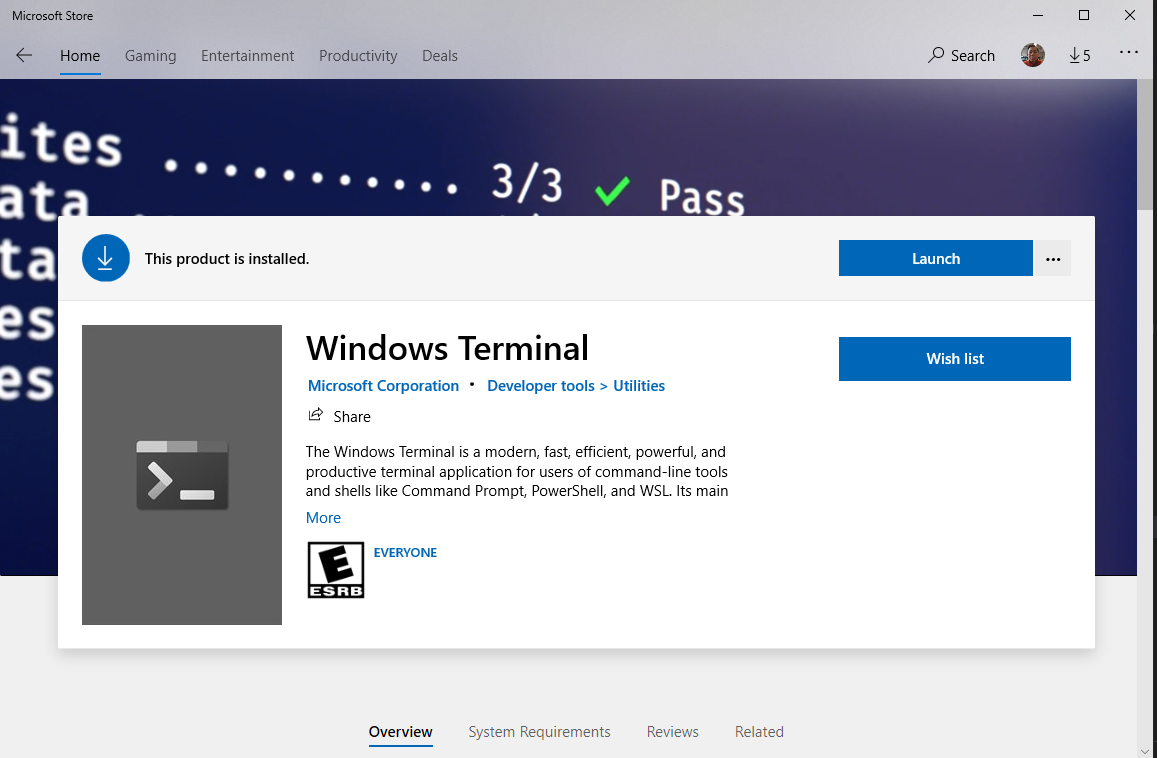 Microsoft Store
Home Gaming Entertainment Productivity Deals Search 5
ites ............ 3/3 ✓ Pass
ata
ta
es
es
This product is installed.
Launch
Windows Terminal
Wish list
Microsoft Corporation • Developer tools > Utilities
Share
The Windows Terminal is a modern, fast, efficient, powerful, and
productive terminal application for users of command-line tools
and shells like Command Prompt, PowerShell, and WSL. Its main
More
E
ESRB
EVERYONE
Overview System Requirements Reviews Related